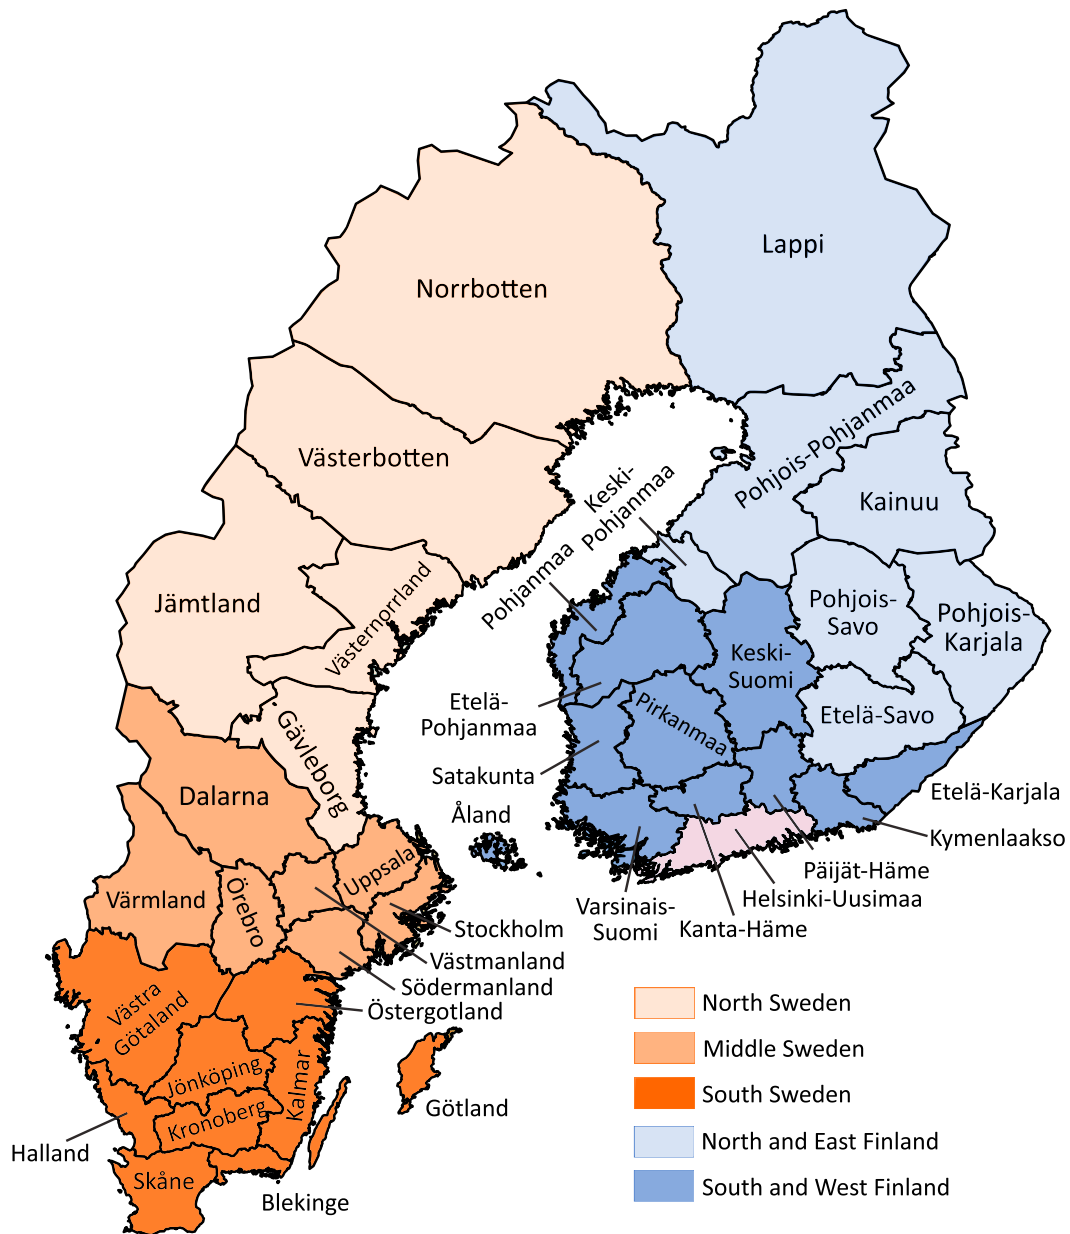 Lappi
Norrbotten
Pohjois-Pohjanmaa
Västerbotten
Keski-
Pohjanmaa
Kainuu
Pohjanmaa
Jämtland
Västernorrland
Pohjois-
Savo
Pohjois-
Karjala
Keski-
Suomi
Etelä-
Pohjanmaa
Pirkanmaa
Etelä-Savo
Gävleborg
Satakunta
Dalarna
Åland
Etelä-Karjala
Kymenlaakso
Uppsala
Päijät-Häme
Värmland
Örebro
Helsinki-Uusimaa
Varsinais-
Suomi
Kanta-Häme
Stockholm
Västmanland
Södermanland
Östergotland
Västra
Götaland
North Sweden
Middle Sweden
Jönköping
Kalmar
South Sweden
Götland
Kronoberg
Halland
North and East Finland
Skåne
South and West Finland
Blekinge